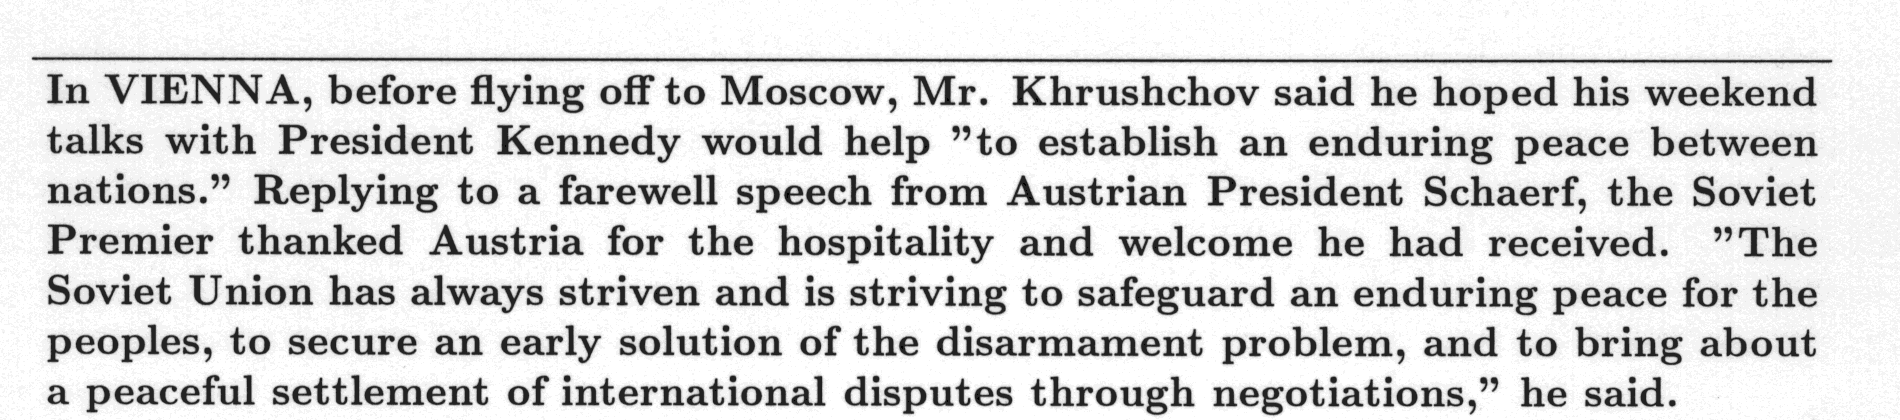 In VIENNA, before flying off to Moscow, Mr. Khrushchov said he hoped his weekend
talks with President Kennedy would help ”to establish an enduring peace between
nations.” Replying to a farewell speech from Austrian President Schaerf, the Soviet
Premier thanked Austria for the hospitality and welcome he had received. ”The
Soviet Union has always striven and is striving to safeguard an enduring peace for the
peoples, to secure an early solution of the disarmament problem, and to bring about
a peaceful settlement of international disputes through negotiations,” he said.